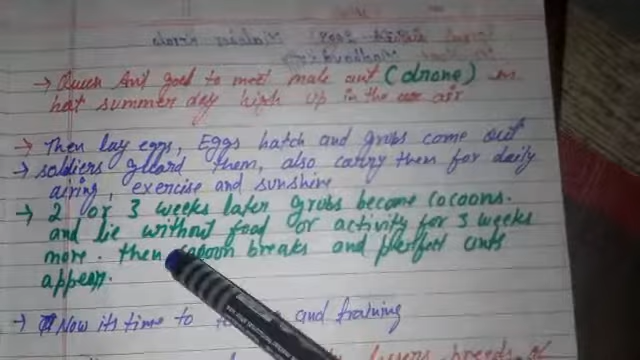 → Queen Ant goed to meet male ant (drone) in
hot summer day high up in the air
→ Then lay eggs, Eggs hatch and grubs come out
→ soldiers guard them, also carry them for daily
airing, exercise and sunshine
→ 2 or 3 weeks later grubs become cocoons.
and lie without food or activity for 3 weeks
more. then cocoon breaks and perfect ants
appear.
→ Now its time to and training